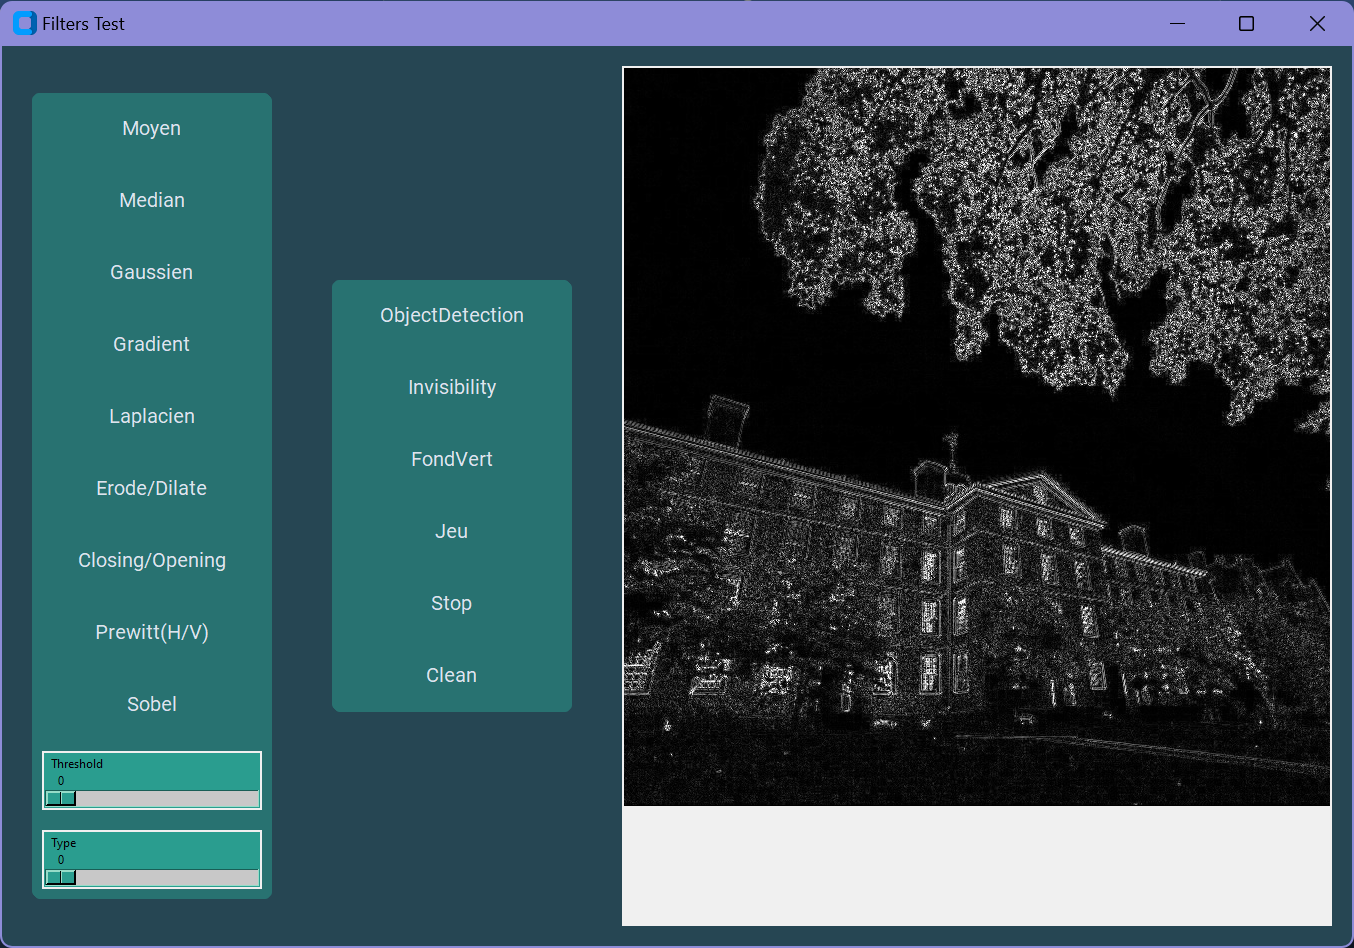 Filters Test
Moyen
Median
Gaussien
Gradient
Laplacien
Erode/Dilate
Closing/Opening
Prewitt(H/V)
Sobel
Threshold
0
Type
0
ObjectDetection
Invisibility
FondVert
Jeu
Stop
Clean